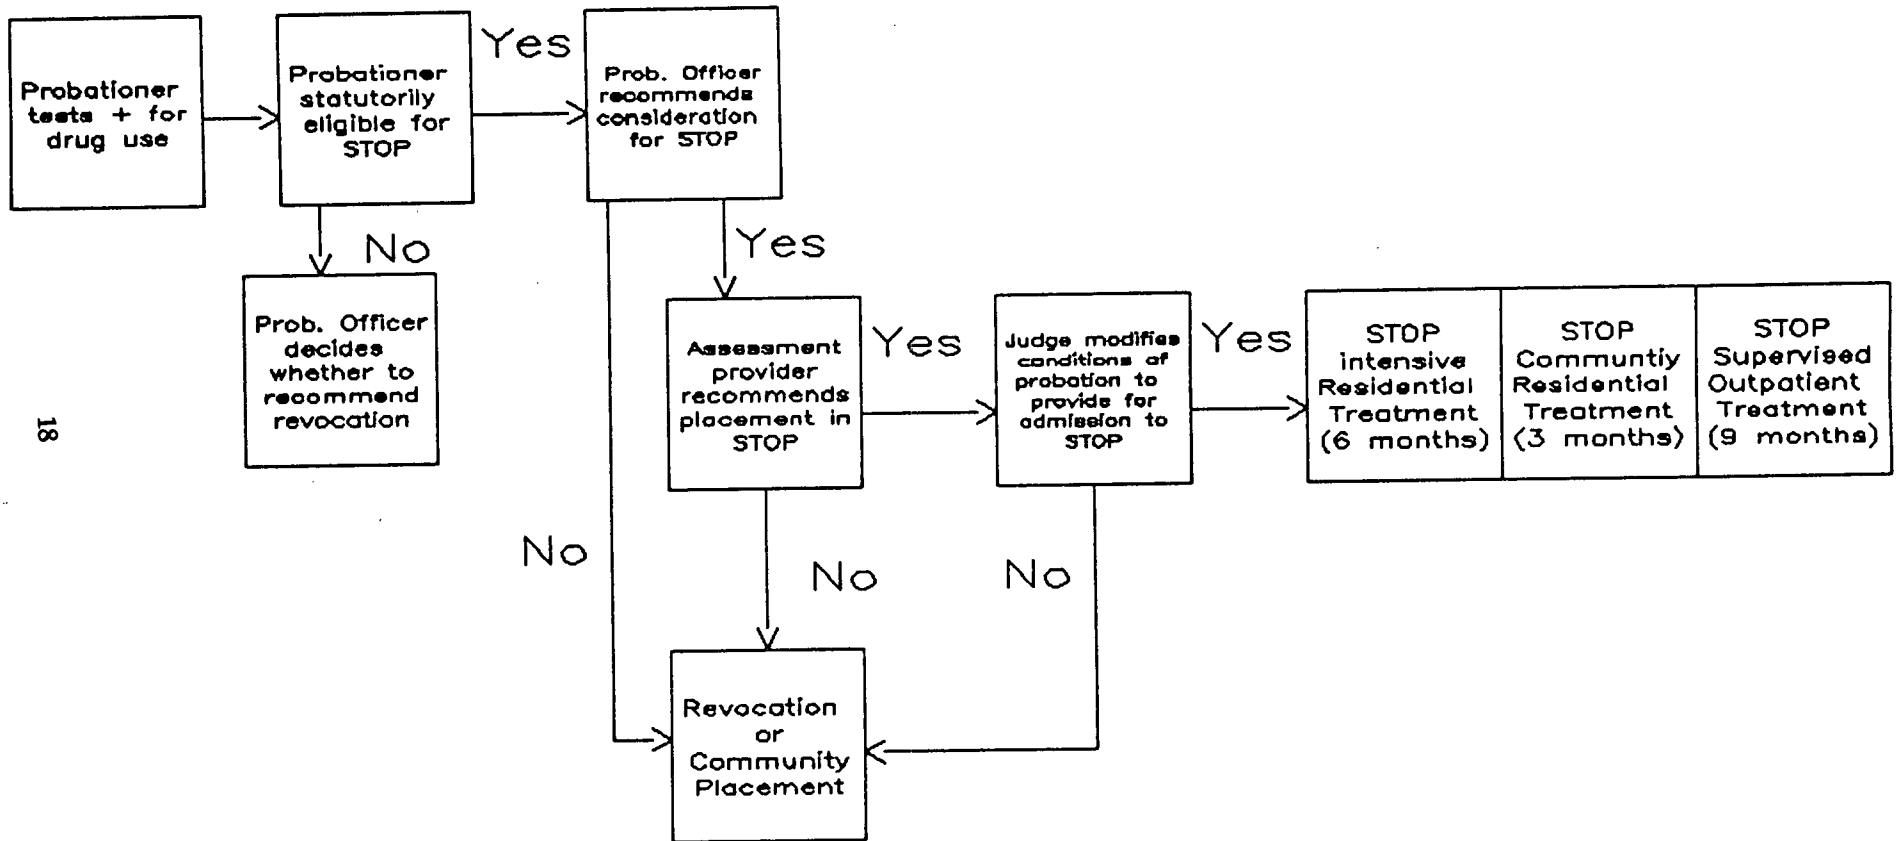 Probationer
tests + for
drug use
Probationer
statutorily
eligible for
STOP
Yes
Prob. Officer
recommends
consideration
for STOP
No
Yes
Prob. Officer
decides
whether to
recommend
revocation
Assessment
provider
recommends
placement in
STOP
Yes
Judge modifies
conditions of
probation to
provide for
admission to
STOP
Yes
STOP
intensive
Residential
Treatment
(6 months)
STOP
Communtiy
Residential
Treatment
(3 months)
STOP
Supervised
Outpatient
Treatment
(9 months)
No
No
No
Revocation
or
Community
Placement
18